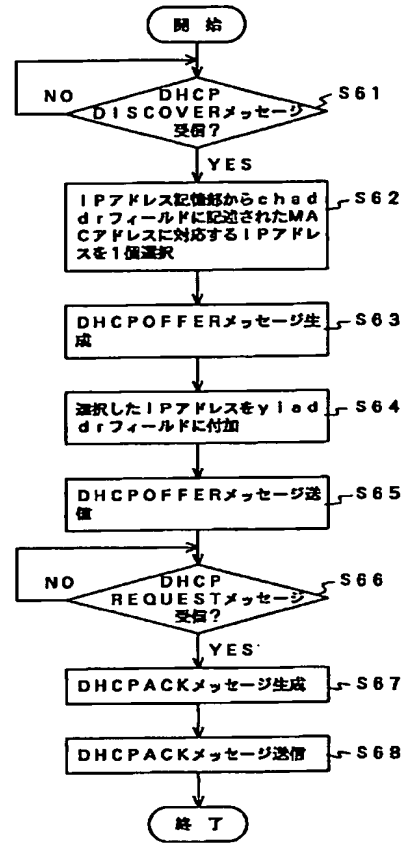 開 始
NO
DHCP
DISCOVERメッセージ
受信?
S61
YES
IPアドレス記憶部からchad
drフィールドに記述されたMA
Cアドレスに対応するIPアドレ
スを1個選択
S62
DHCPOFFERメッセージ生
成
S63
選択したIPアドレスをyiad
drフィールドに付加
S64
DHCPOFFERメッセージ送
信
S65
NO
DHCP
REQUESTメッセージ
受信?
S66
YES
DHCPACKメッセージ生成
S67
DHCPACKメッセージ送信
S68
終 了